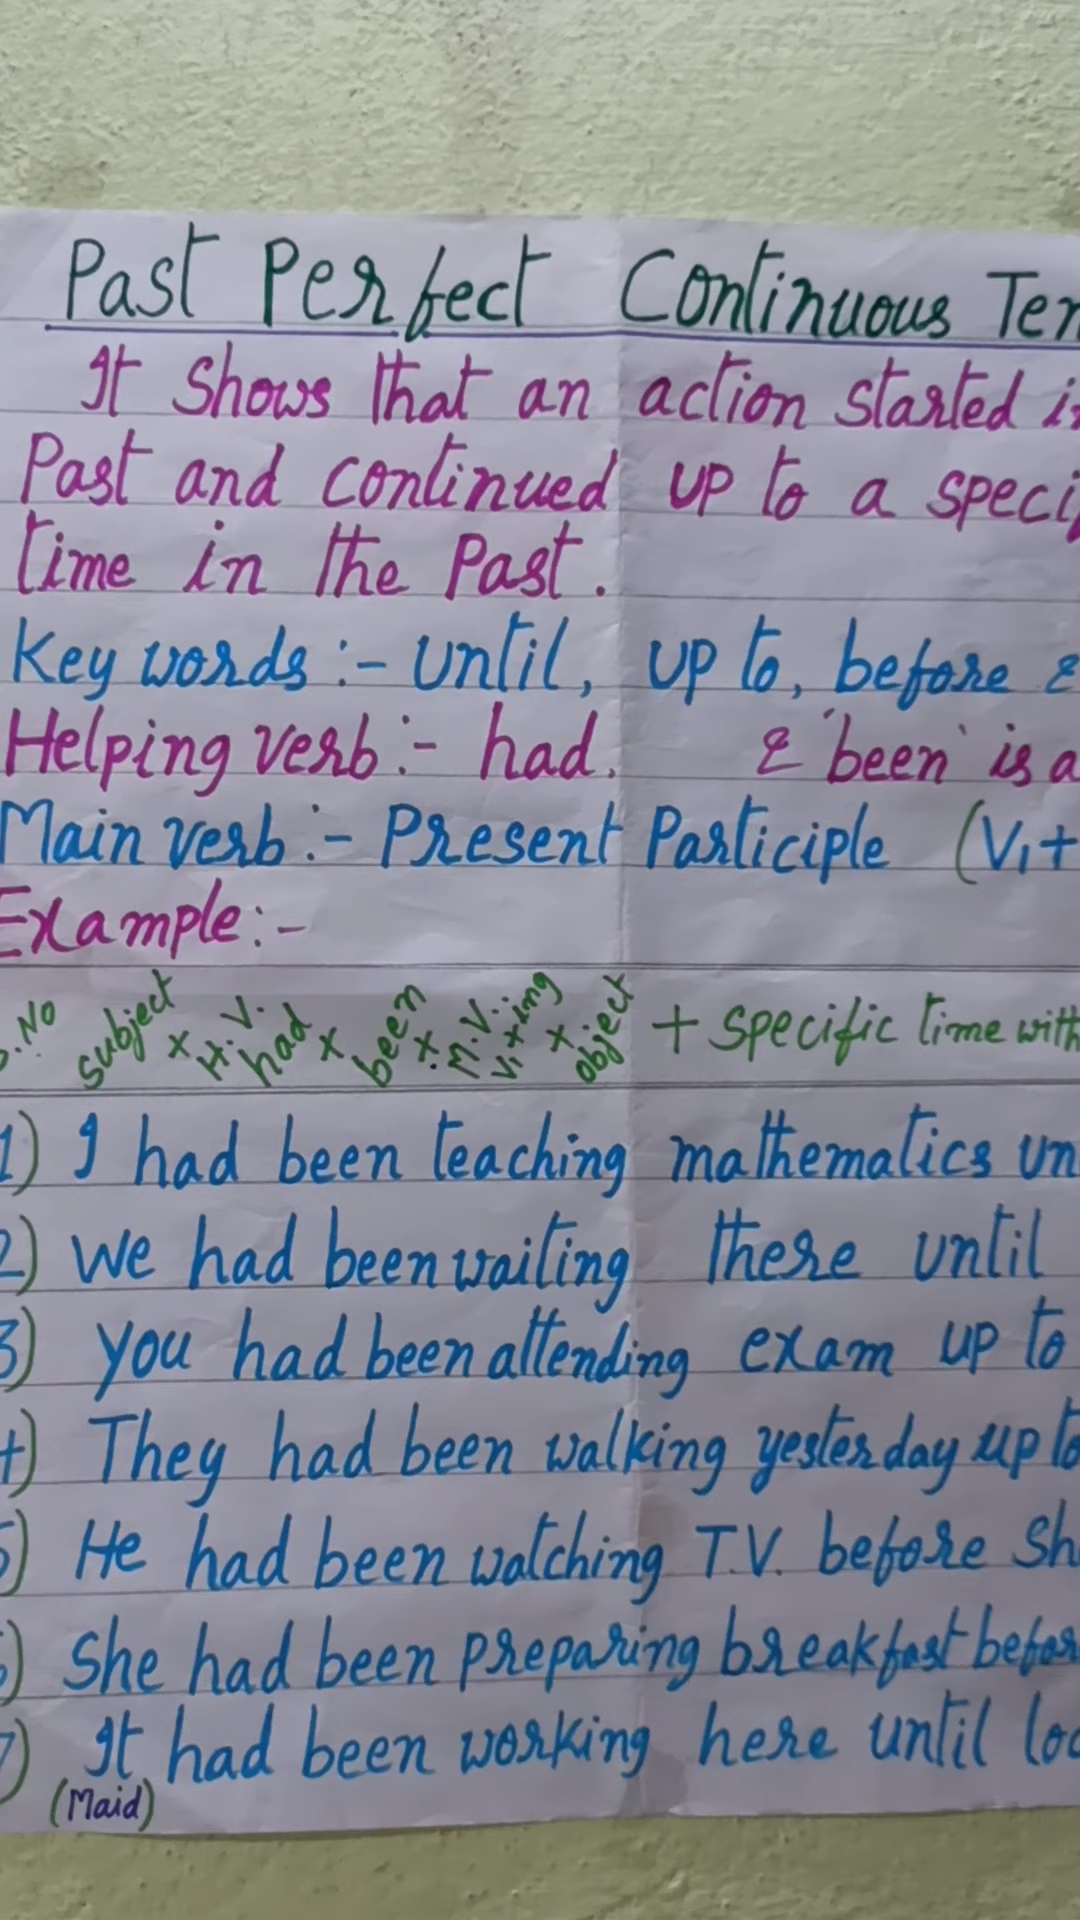 Past Perfect Continuous Ten
It Shows that an action started in
Past and continued up to a speci
time in the Past.
Key words :- until, up to, before &
Helping verb :- had. & 'been' is a
Main verb :- Present Participle (V1+
Example :-
S.No subject + H.V. had + been + M.V. V1+ing + object + specific time with
1) I had been teaching mathematics un
2) We had been waiting there until
3) you had been attending exam up to
4) They had been walking yesterday up to
5) He had been watching T.V. before Sh
6) She had been preparing breakfast befor
7) It had been working here until loc
(Maid)